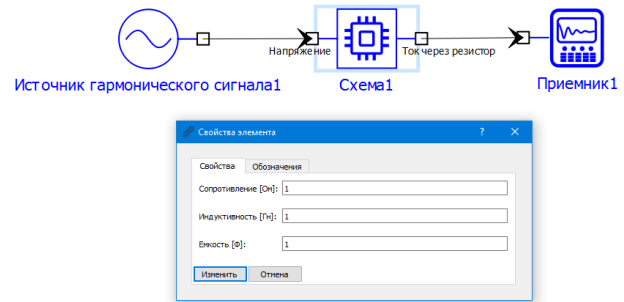 Напряжение
Ток через резистор
Источник гармонического сигнала1
Схема1
Приемник1
Свойства элемента
?
Свойства
Обозначения
Сопротивление [Он]: 1
Индуктивность [Гн]: 1
Емкость [Ф]: 1
Изменить
Отмена